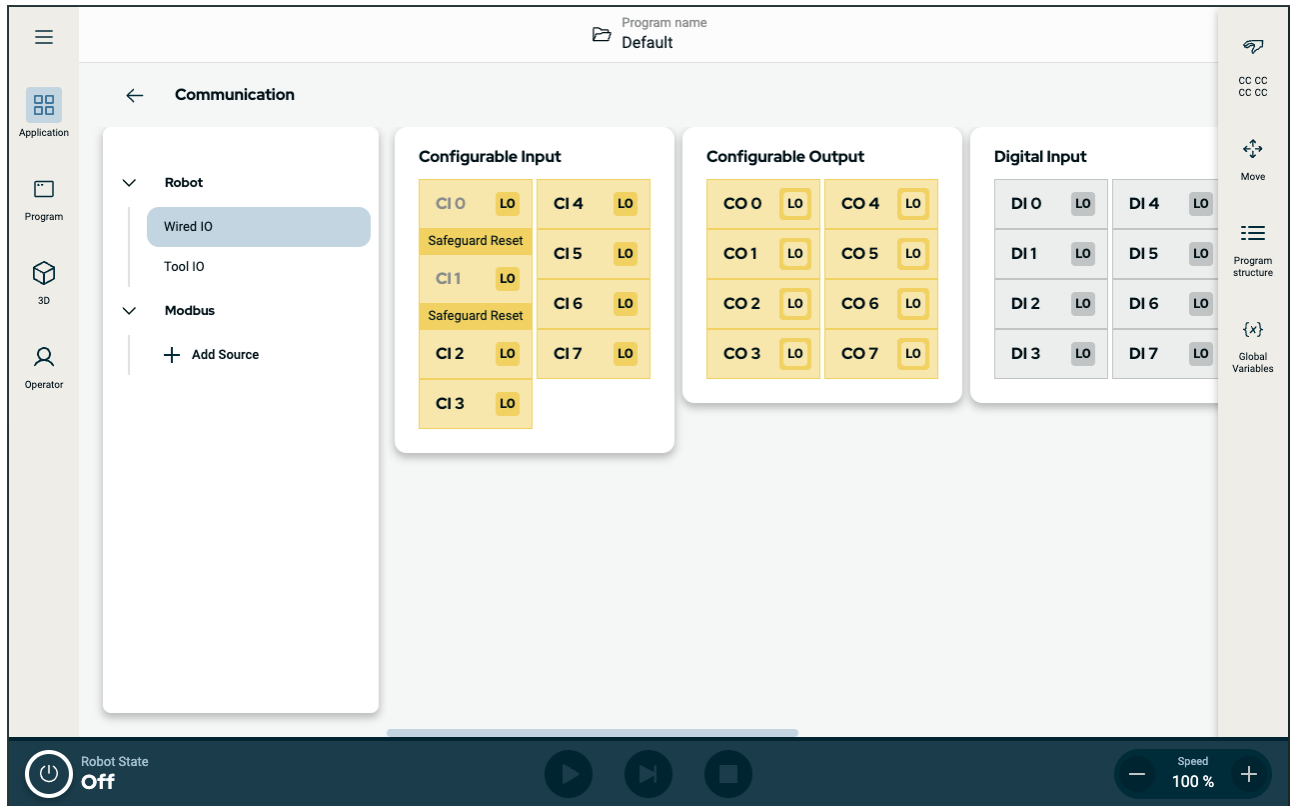 Program name
Default
Application
Program
3D
Operator
Communication
Robot
Wired IO
Tool IO
Modbus
Add Source
Configurable Input
CI 0 LO
Safeguard Reset
CI 1 LO
Safeguard Reset
CI 2 LO
CI 3 LO
CI 4 LO
CI 5 LO
CI 6 LO
CI 7 LO
Configurable Output
CO 0 LO
CO 1 LO
CO 2 LO
CO 3 LO
CO 4 LO
CO 5 LO
CO 6 LO
CO 7 LO
Digital Input
DI 0 LO
DI 1 LO
DI 2 LO
DI 3 LO
DI 4 LO
DI 5 LO
DI 6 LO
DI 7 LO
CC CC
CC CC
Move
Program
structure
{x}
Global
Variables
Robot State
Off
Speed
100 %